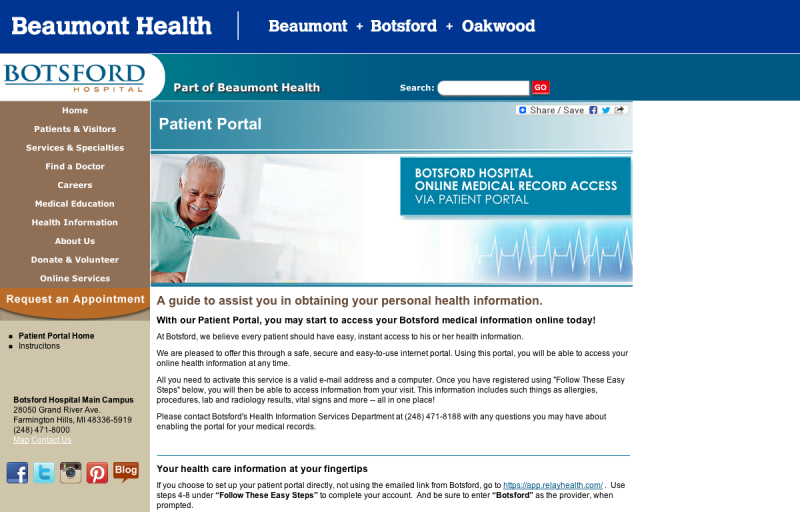 Beaumont Health
Beaumont + Botsford + Oakwood
BOTSFORD
HOSPITAL
Part of Beaumont Health
Search:
GO
Home
Patients & Visitors
Services & Specialties
Find a Doctor
Careers
Medical Education
Health Information
About Us
Donate & Volunteer
Online Services
Request an Appointment
Patient Portal Home
Instrucitons
Botsford Hospital Main Campus
28050 Grand River Ave.
Farmington Hills, MI 48336-5919
(248) 471-8000
Map Contact Us
Blog
Share / Save
Patient Portal
BOTSFORD HOSPITAL
ONLINE MEDICAL RECORD ACCESS
VIA PATIENT PORTAL
A guide to assist you in obtaining your personal health information.
With our Patient Portal, you may start to access your Botsford medical information online today!
At Botsford, we believe every patient should have easy, instant access to his or her health information.
We are pleased to offer this through a safe, secure and easy-to-use internet portal. Using this portal, you will be able to access your
online health information at any time.
All you need to activate this service is a valid e-mail address and a computer. Once you have registered using "Follow These Easy
Steps" below, you will then be able to access information from your visit. This information includes such things as allergies,
procedures, lab and radiology results, vital signs and more -- all in one place!
Please contact Botsford's Health Information Services Department at (248) 471-8188 with any questions you may have about
enabling the portal for your medical records.
Your health care information at your fingertips
If you choose to set up your patient portal directly, not using the emailed link from Botsford, go to https://app.relayhealth.com/ . Use
steps 4-8 under “Follow These Easy Steps” to complete your account. And be sure to enter “Botsford” as the provider, when
prompted.